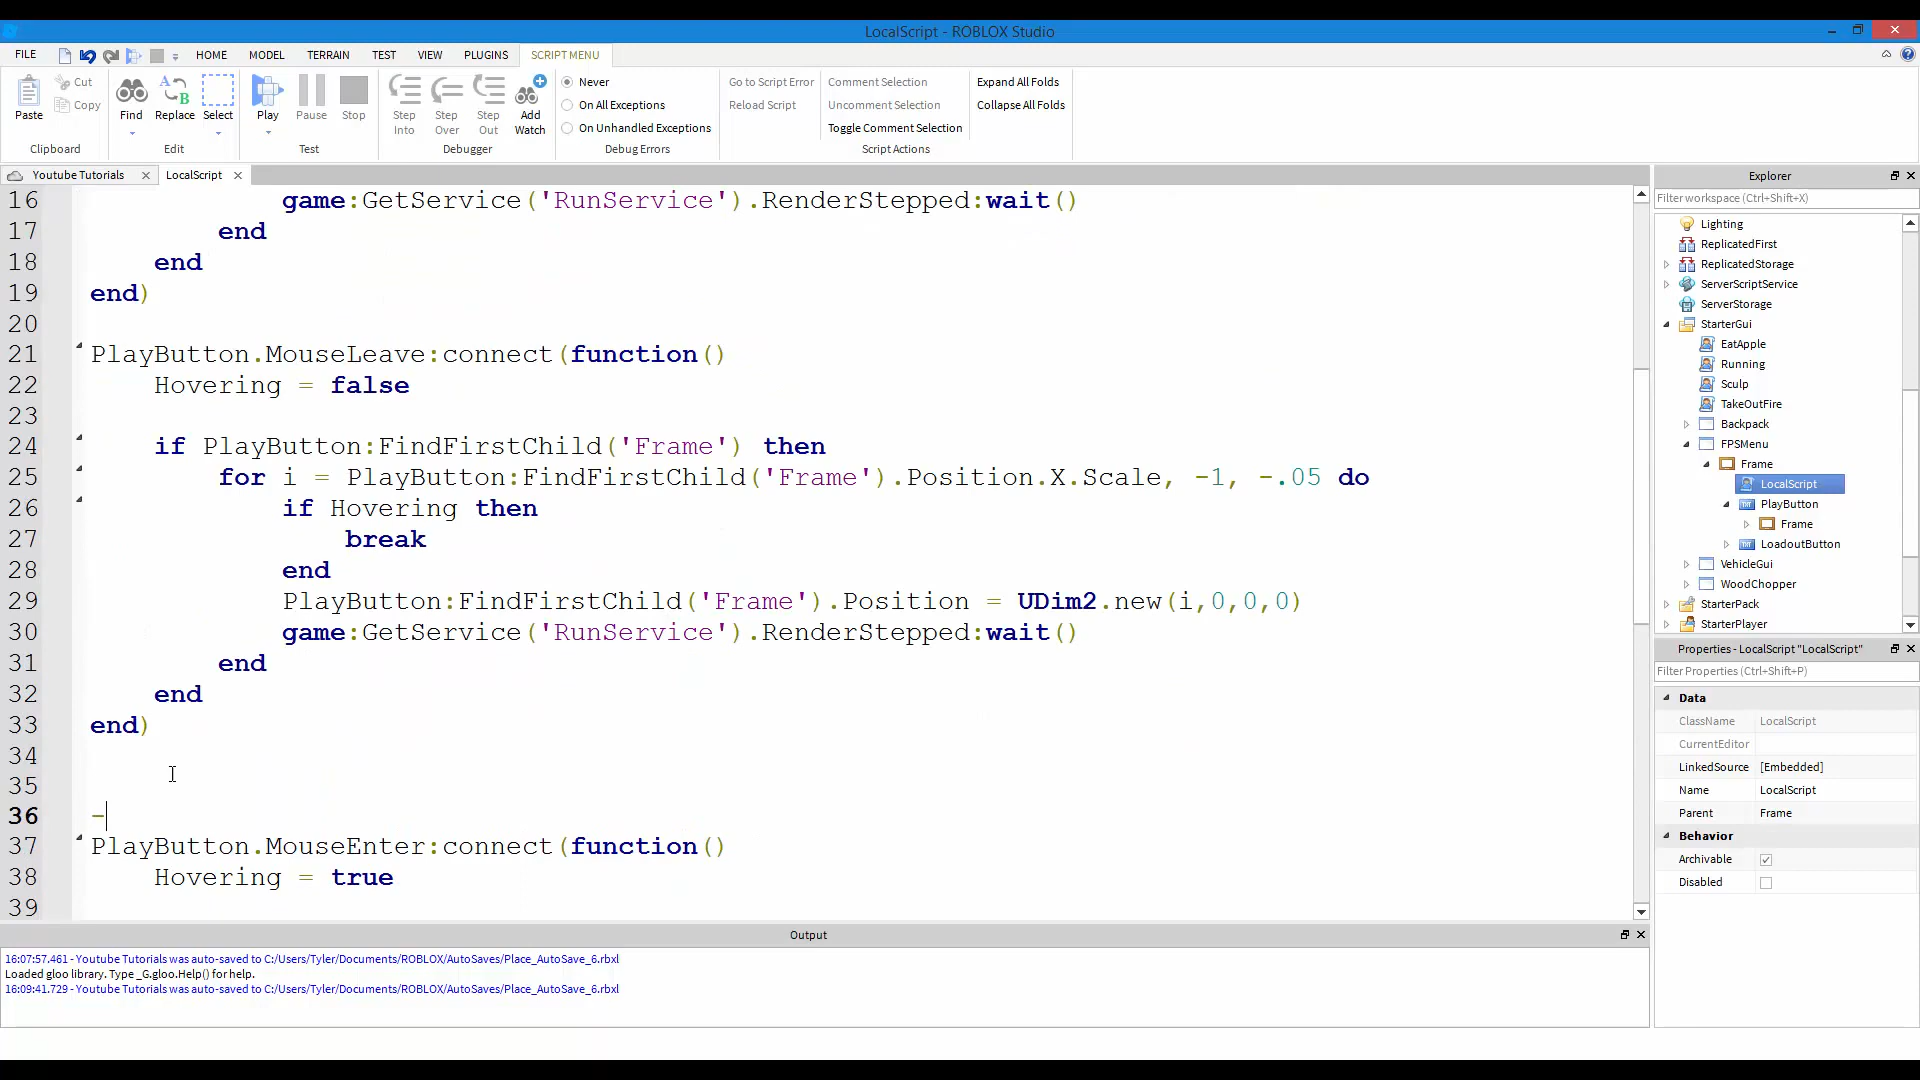 LocalScript - ROBLOX Studio
FILE HOME MODEL TERRAIN TEST VIEW PLUGINS SCRIPT MENU
Paste
Cut
Copy
Clipboard
Find
Replace
Select
Edit
Play
Pause
Stop
Test
Step Into
Step Over
Step Out
Add Watch
Debugger
Never
On All Exceptions
On Unhandled Exceptions
Debug Errors
Go to Script Error
Reload Script
Comment Selection
Uncomment Selection
Toggle Comment Selection
Expand All Folds
Collapse All Folds
Script Actions
Youtube Tutorials
LocalScript
16 game:GetService('RunService').RenderStepped:wait()
17 end
18 end
19 end)
20
21 PlayButton.MouseLeave:connect(function()
22 Hovering = false
23
24 if PlayButton:FindFirstChild('Frame') then
25 for i = PlayButton:FindFirstChild('Frame').Position.X.Scale, -1, -.05 do
26 if Hovering then
27 break
28 end
29 PlayButton:FindFirstChild('Frame').Position = UDim2.new(i,0,0,0)
30 game:GetService('RunService').RenderStepped:wait()
31 end
32 end
33 end)
34
35
36 -
37 PlayButton.MouseEnter:connect(function()
38 Hovering = true
39
Explorer
Filter workspace (Ctrl+Shift+X)
Lighting
ReplicatedFirst
ReplicatedStorage
ServerScriptService
ServerStorage
StarterGui
EatApple
Running
Sculp
TakeOutFire
Backpack
FPSMenu
Frame
LocalScript
PlayButton
Frame
LoadoutButton
VehicleGui
WoodChopper
StarterPack
StarterPlayer
Properties - LocalScript "LocalScript"
Filter Properties (Ctrl+Shift+P)
Data
ClassName LocalScript
CurrentEditor
LinkedSource [Embedded]
Name LocalScript
Parent Frame
Behavior
Archivable
Disabled
Output
16:07:57.461 - Youtube Tutorials was auto-saved to C:/Users/Tyler/Documents/ROBLOX/AutoSaves/Place_AutoSave_6.rbxl
Loaded gloo library. Type _G.gloo.Help() for help.
16:09:41.729 - Youtube Tutorials was auto-saved to C:/Users/Tyler/Documents/ROBLOX/AutoSaves/Place_AutoSave_6.rbxl